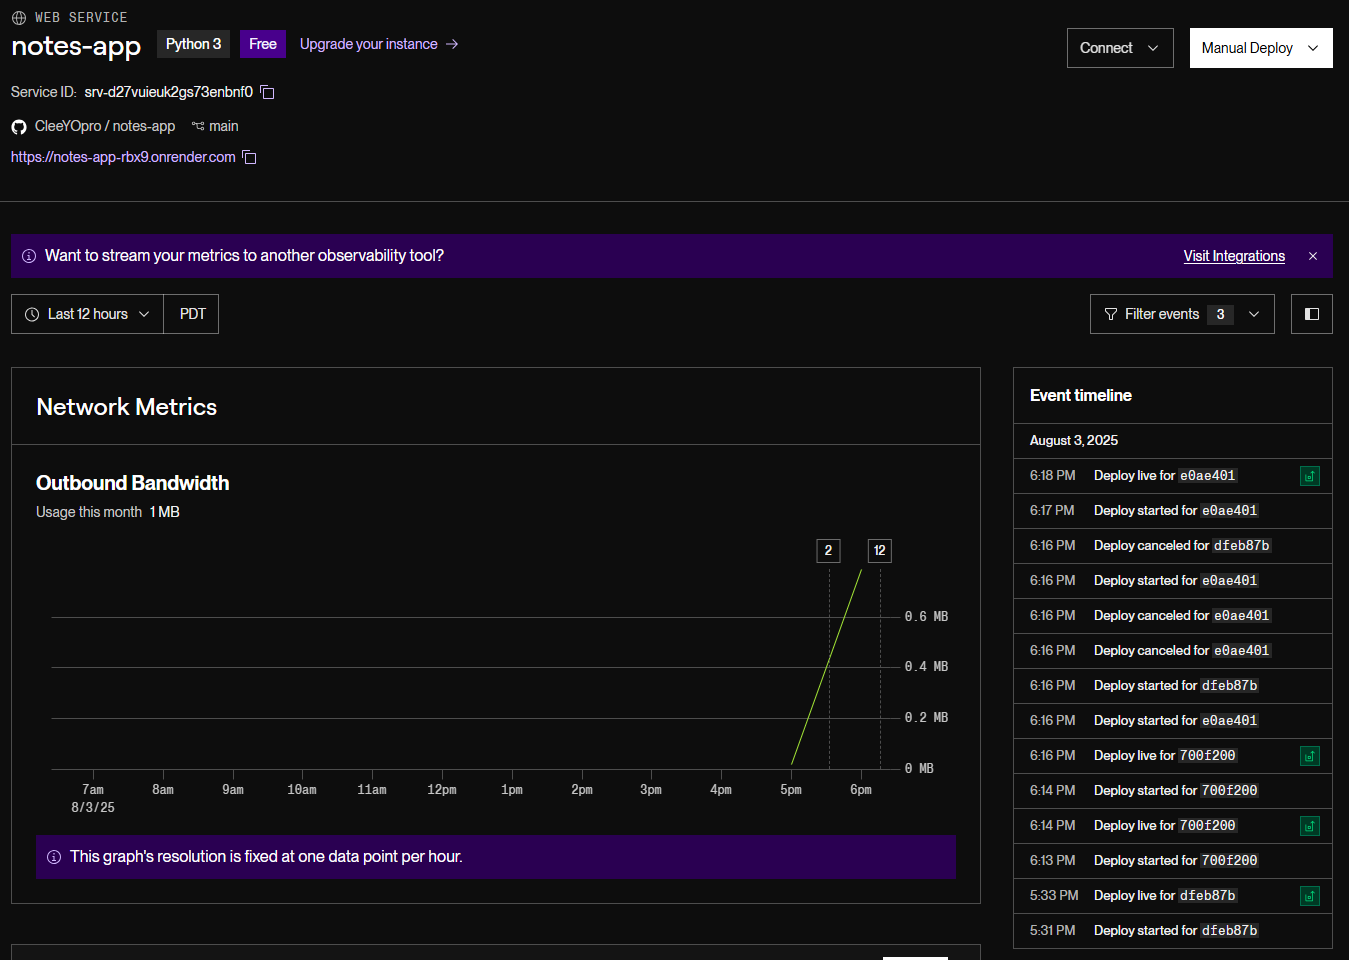 WEB SERVICE
notes-app Python 3 Free Upgrade your instance →
Connect
Manual Deploy
Service ID: srv-d27vuieuk2gs73enbnf0
CleeYOpro / notes-app main
https://notes-app-rbx9.onrender.com
Want to stream your metrics to another observability tool?
Visit Integrations
Last 12 hours PDT
Filter events 3
Network Metrics
Outbound Bandwidth
Usage this month 1 MB
2 12
0.6 MB
0.4 MB
0.2 MB
0 MB
7am 8am 9am 10am 11am 12pm 1pm 2pm 3pm 4pm 5pm 6pm
8/3/25
This graph's resolution is fixed at one data point per hour.
Event timeline
August 3, 2025
6:18 PM Deploy live for e0ae401
6:17 PM Deploy started for e0ae401
6:16 PM Deploy canceled for dfeb87b
6:16 PM Deploy started for e0ae401
6:16 PM Deploy canceled for e0ae401
6:16 PM Deploy canceled for e0ae401
6:16 PM Deploy started for dfeb87b
6:16 PM Deploy started for e0ae401
6:16 PM Deploy live for 700f200
6:14 PM Deploy started for 700f200
6:14 PM Deploy live for 700f200
6:13 PM Deploy started for 700f200
5:33 PM Deploy live for dfeb87b
5:31 PM Deploy started for dfeb87b